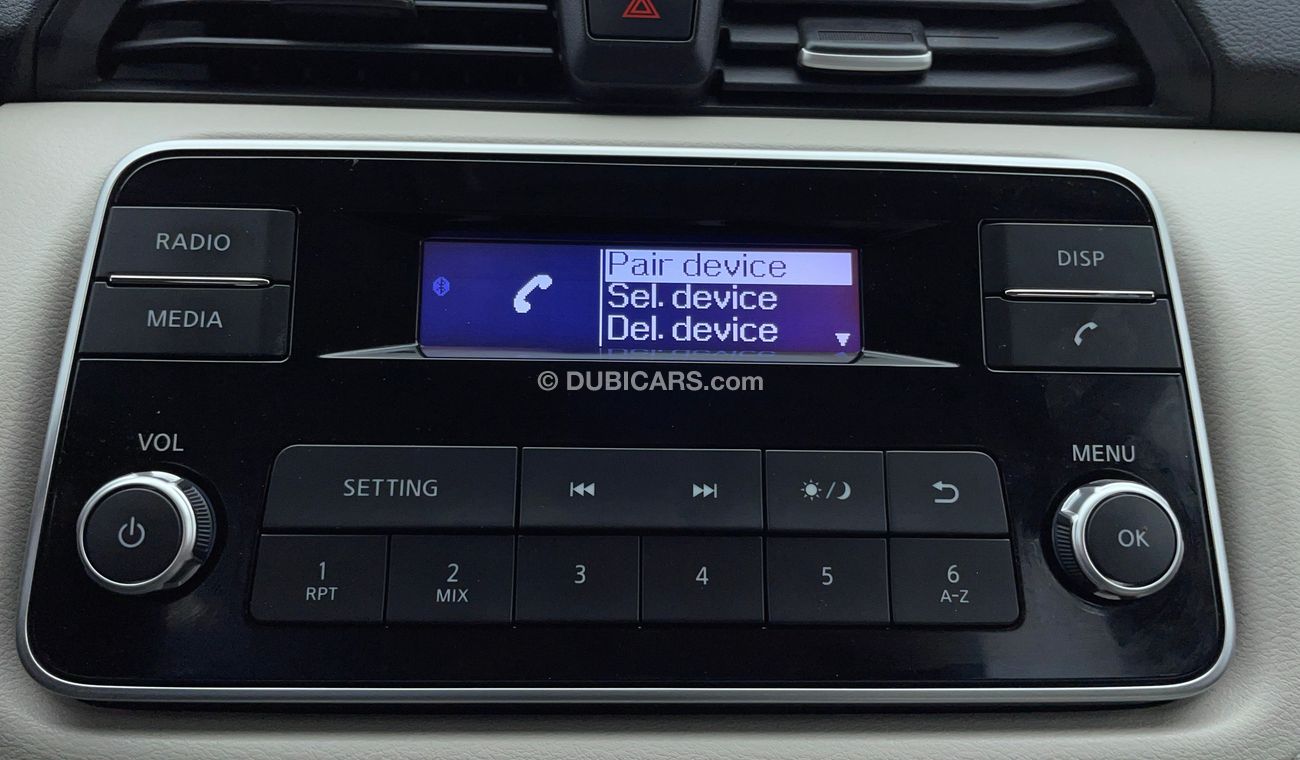 RADIO
MEDIA
Pair device
Sel. device
Del. device
DISP
© DUBICARS.com
VOL
MENU
SETTING
OK
1
RPT
2
MIX
3
4
5
6
A-Z